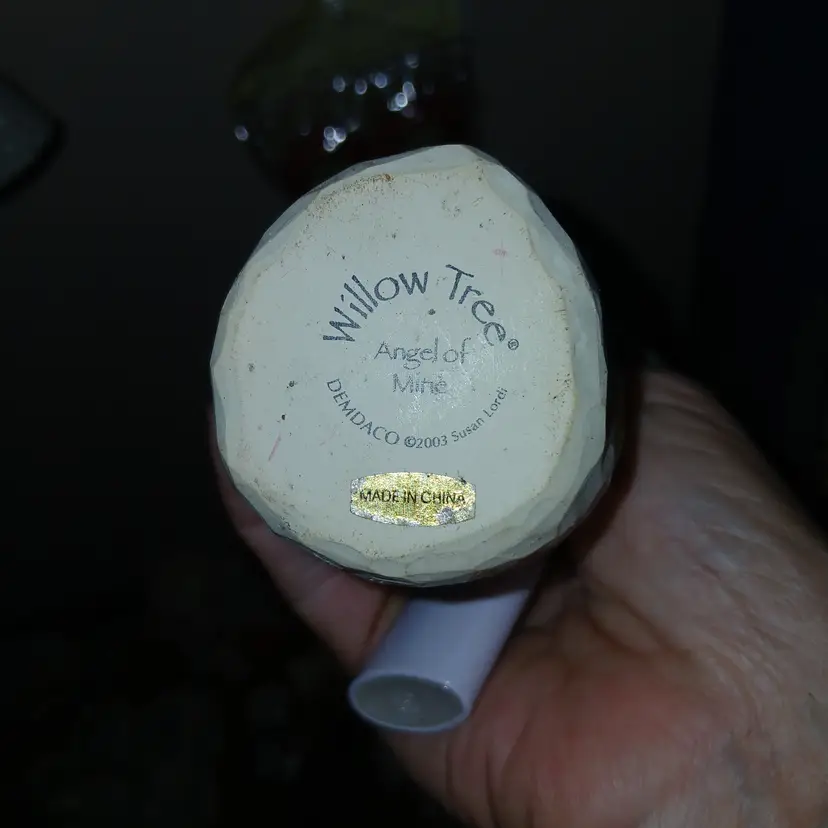 Willow Tree®
Angel of
Mine
DEMDACO ©2003 Susan Lordi
MADE IN CHINA